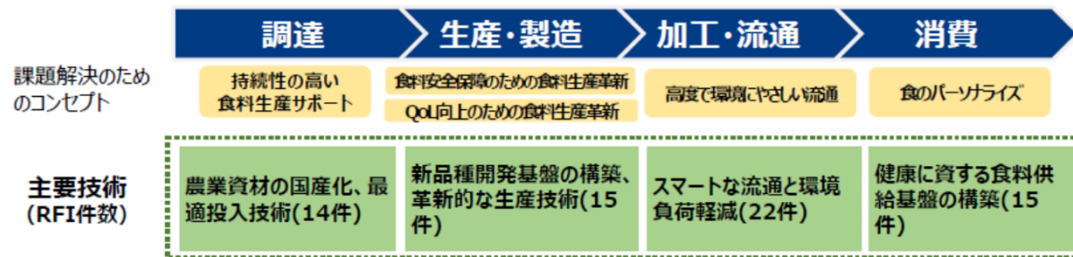 調達
生産・製造
加工・流通
消費
課題解決のため
のコンセプト
持続性の高い
食料生産サポート
食料安全保障のための食料生産革新
QoL向上のための食料生産革新
高度で環境にやさしい流通
食のパーソナライズ
主要技術
(RFI件数)
農業資材の国産化、最
適投入技術(14件)
新品種開発基盤の構築、
革新的な生産技術(15
件)
スマートな流通と環境
負荷軽減(22件)
健康に資する食料供
給基盤の構築(15
件)